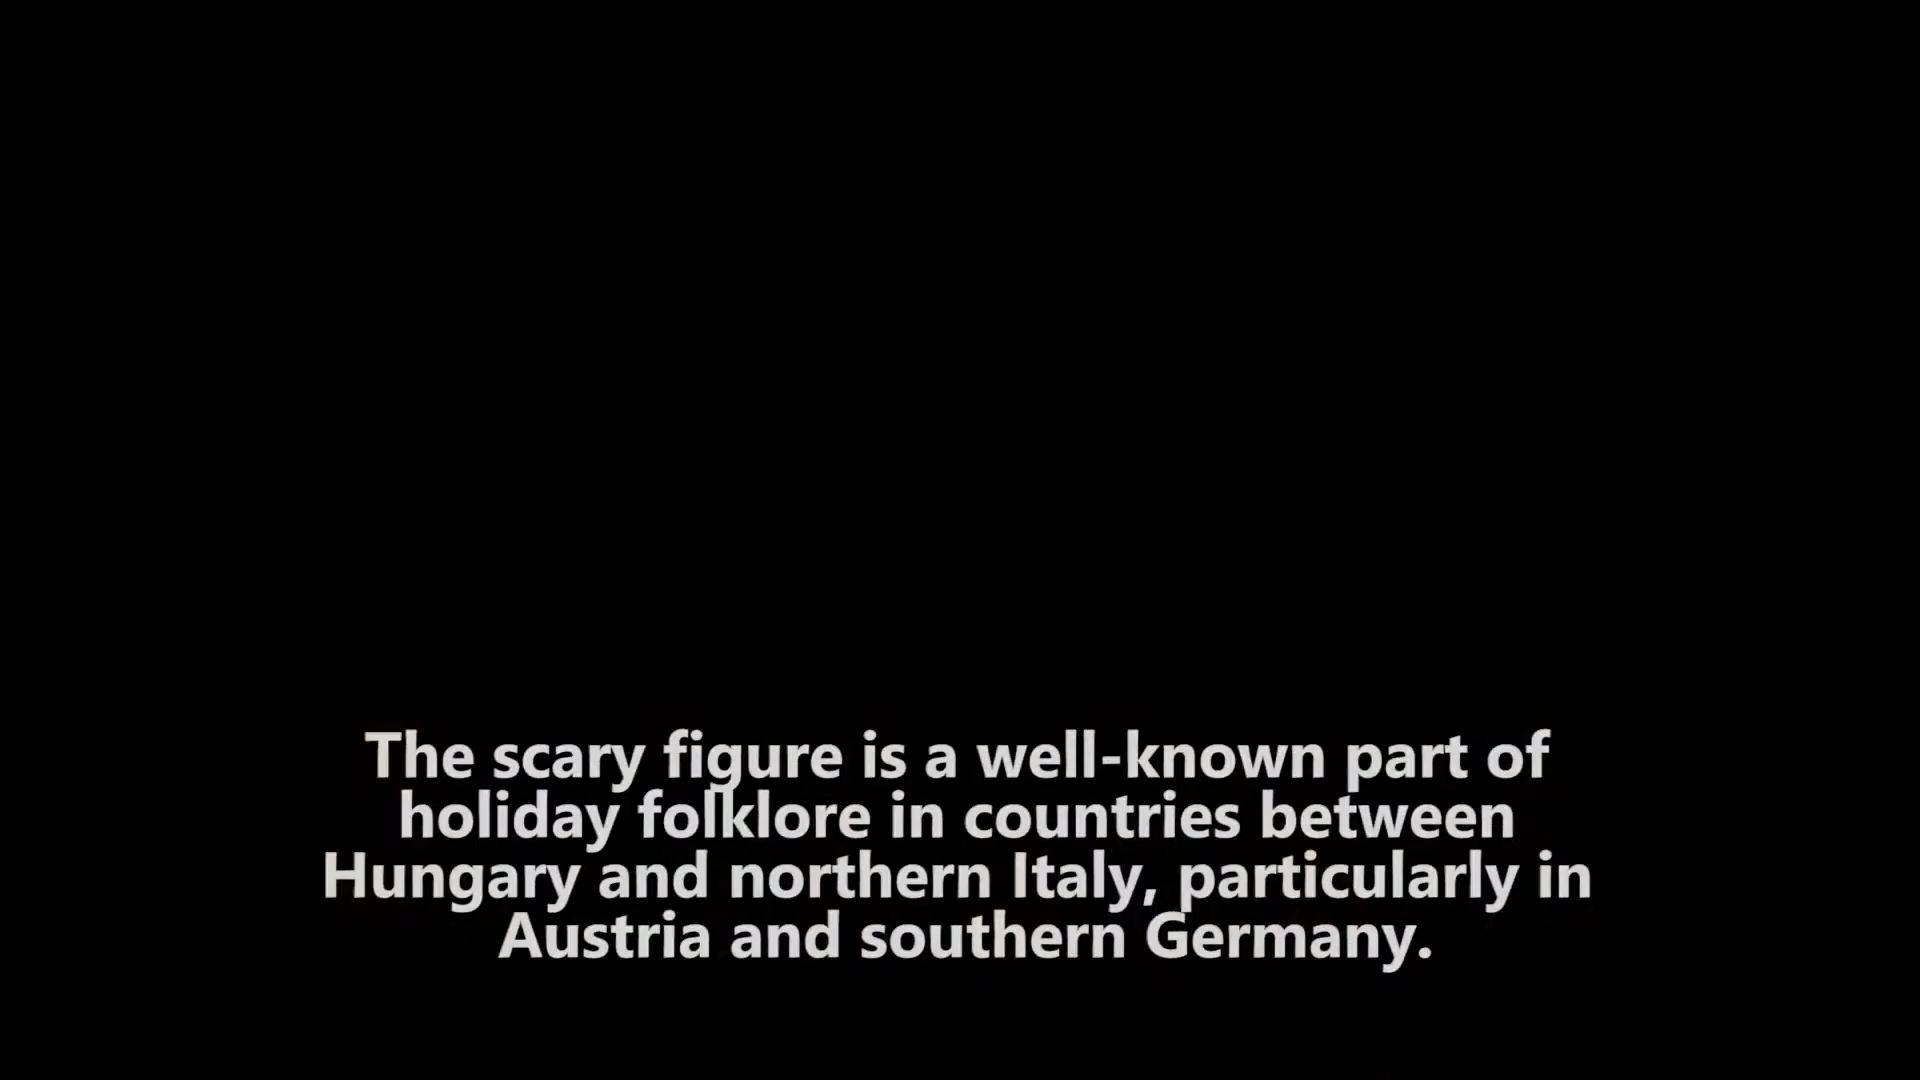 The scary figure is a well-known part of
holiday folklore in countries between
Hungary and northern Italy, particularly in
Austria and southern Germany.